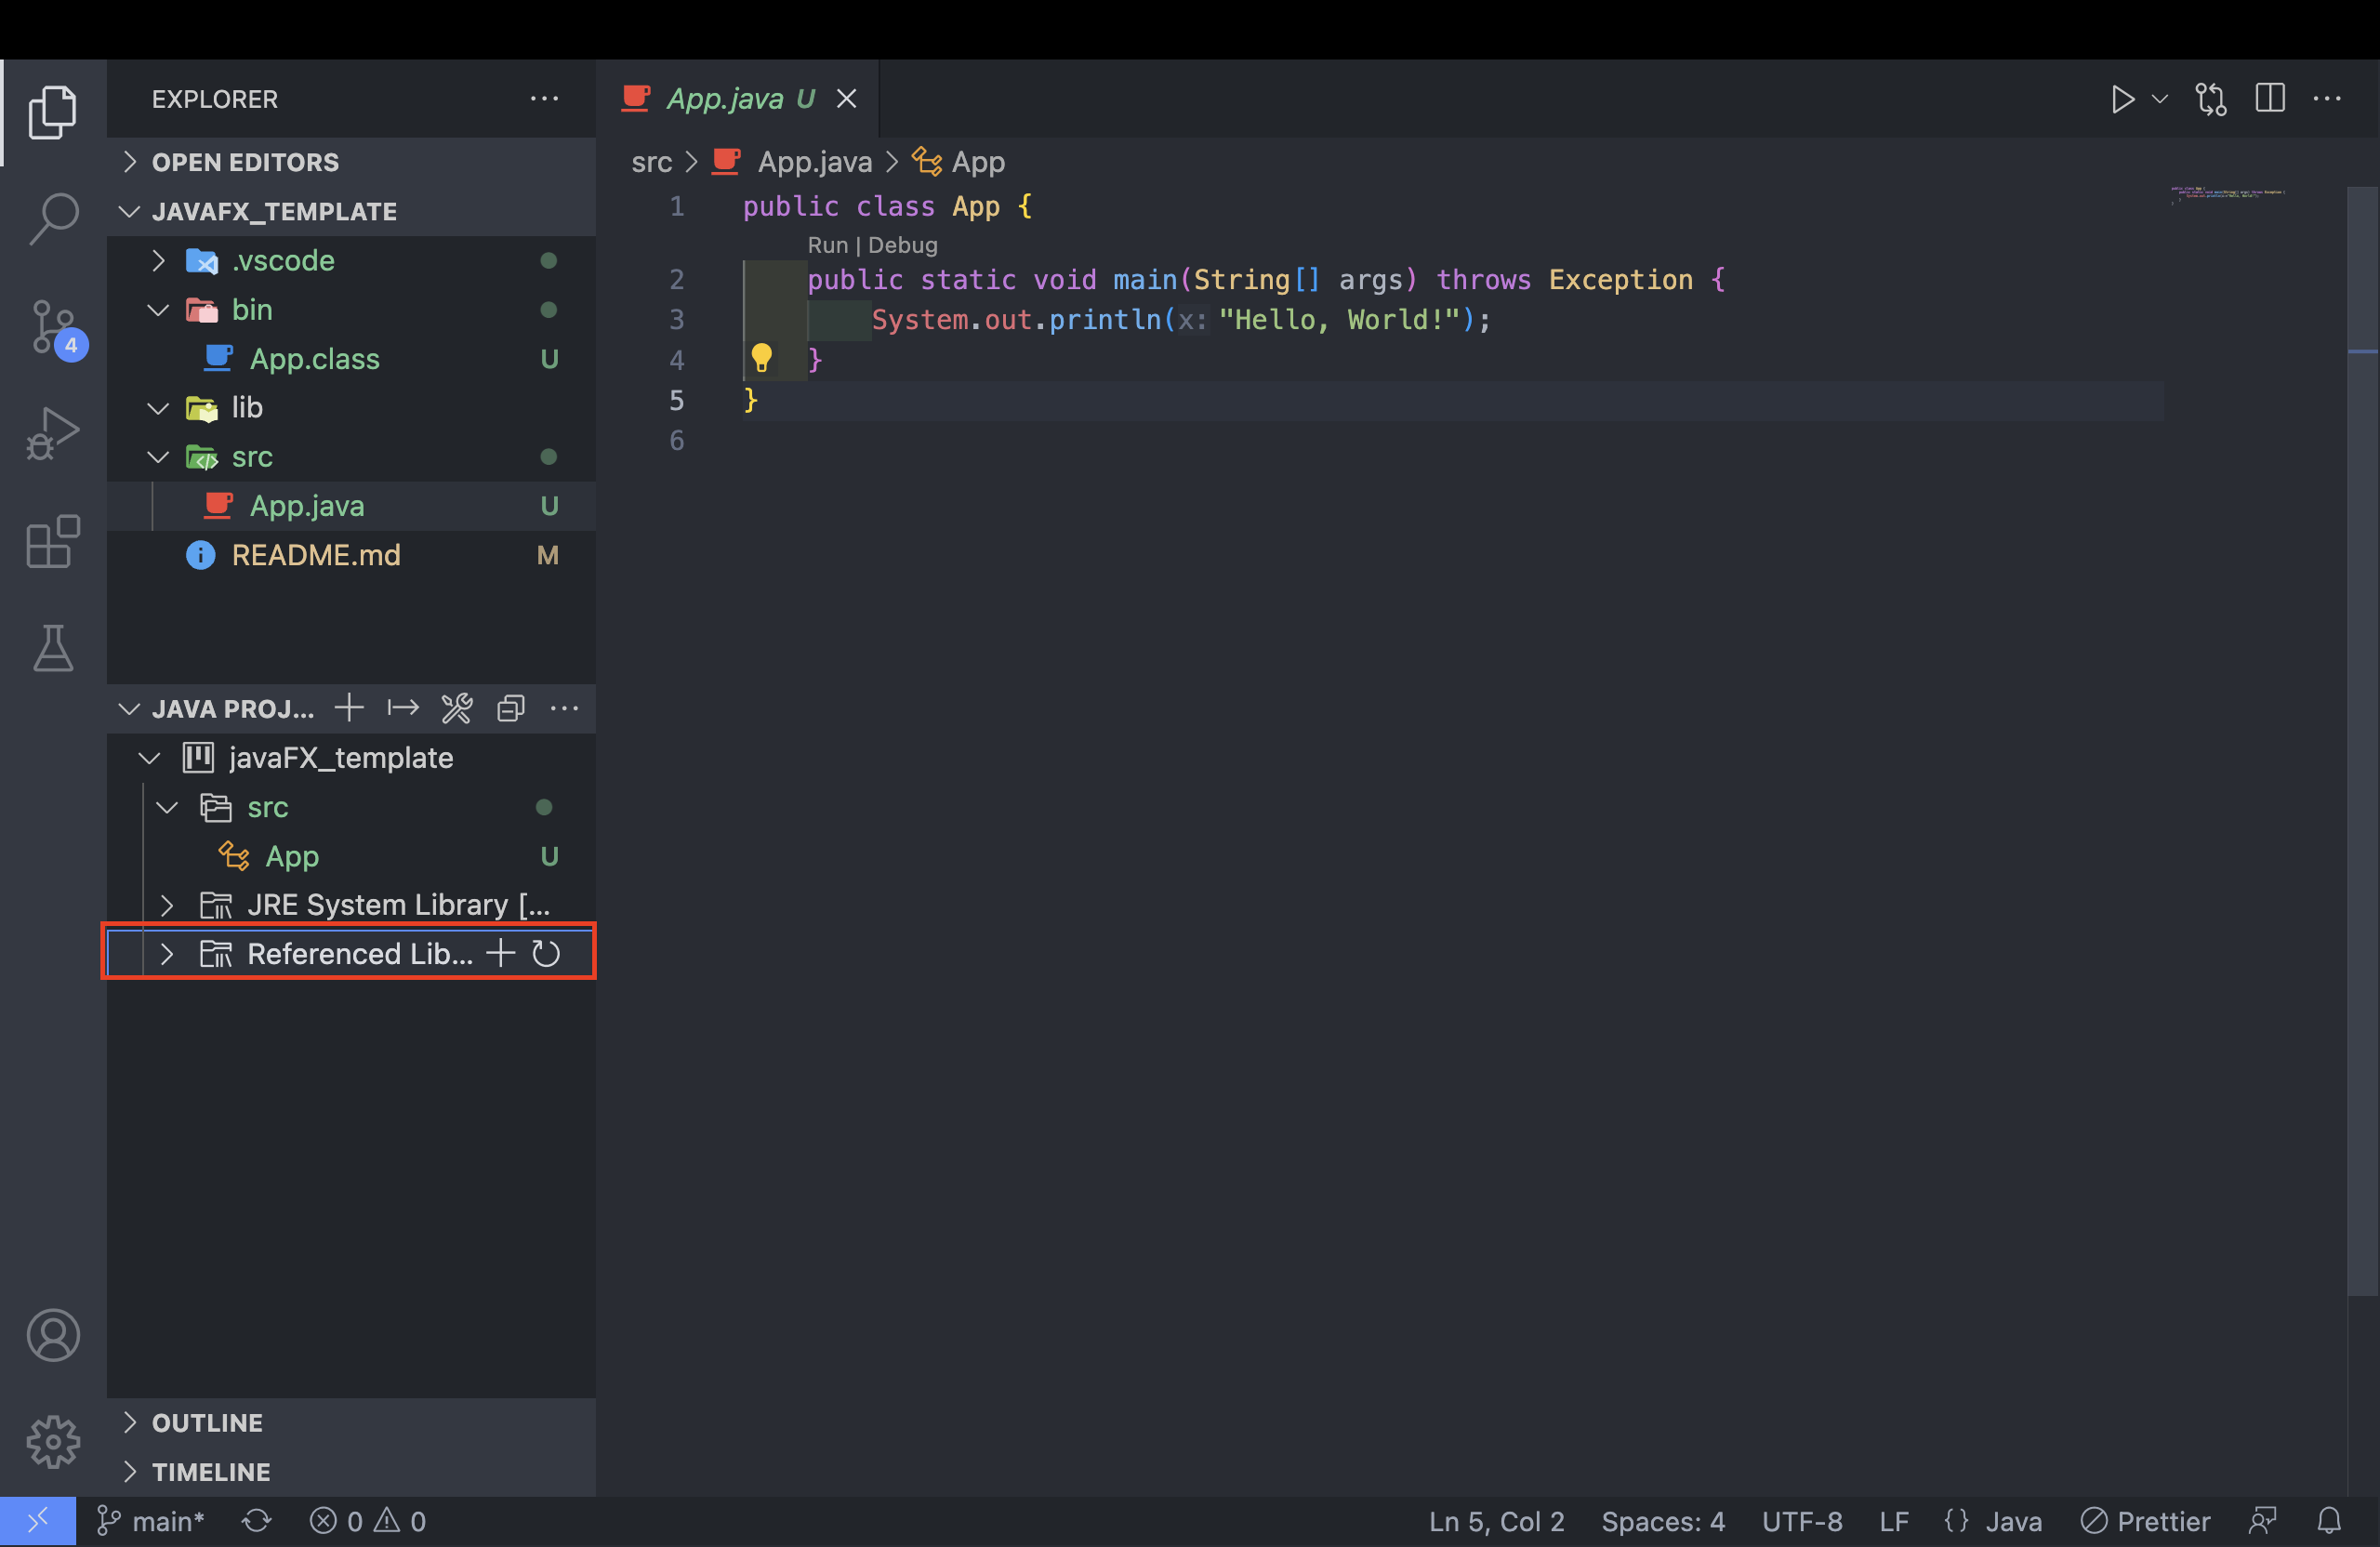 EXPLORER
OPEN EDITORS
JAVAFX_TEMPLATE
.vscode
bin
App.class U
lib
src
App.java U
README.md M
JAVA PROJ...
javaFX_template
src
App U
JRE System Library [...
Referenced Lib...
OUTLINE
TIMELINE
4
App.java U
src > App.java > App
1 public class App {
Run | Debug
2 public static void main(String[] args) throws Exception {
3 System.out.println(x: "Hello, World!");
4 }
5 }
6
main* 0 0 Ln 5, Col 2 Spaces: 4 UTF-8 LF {} Java Prettier